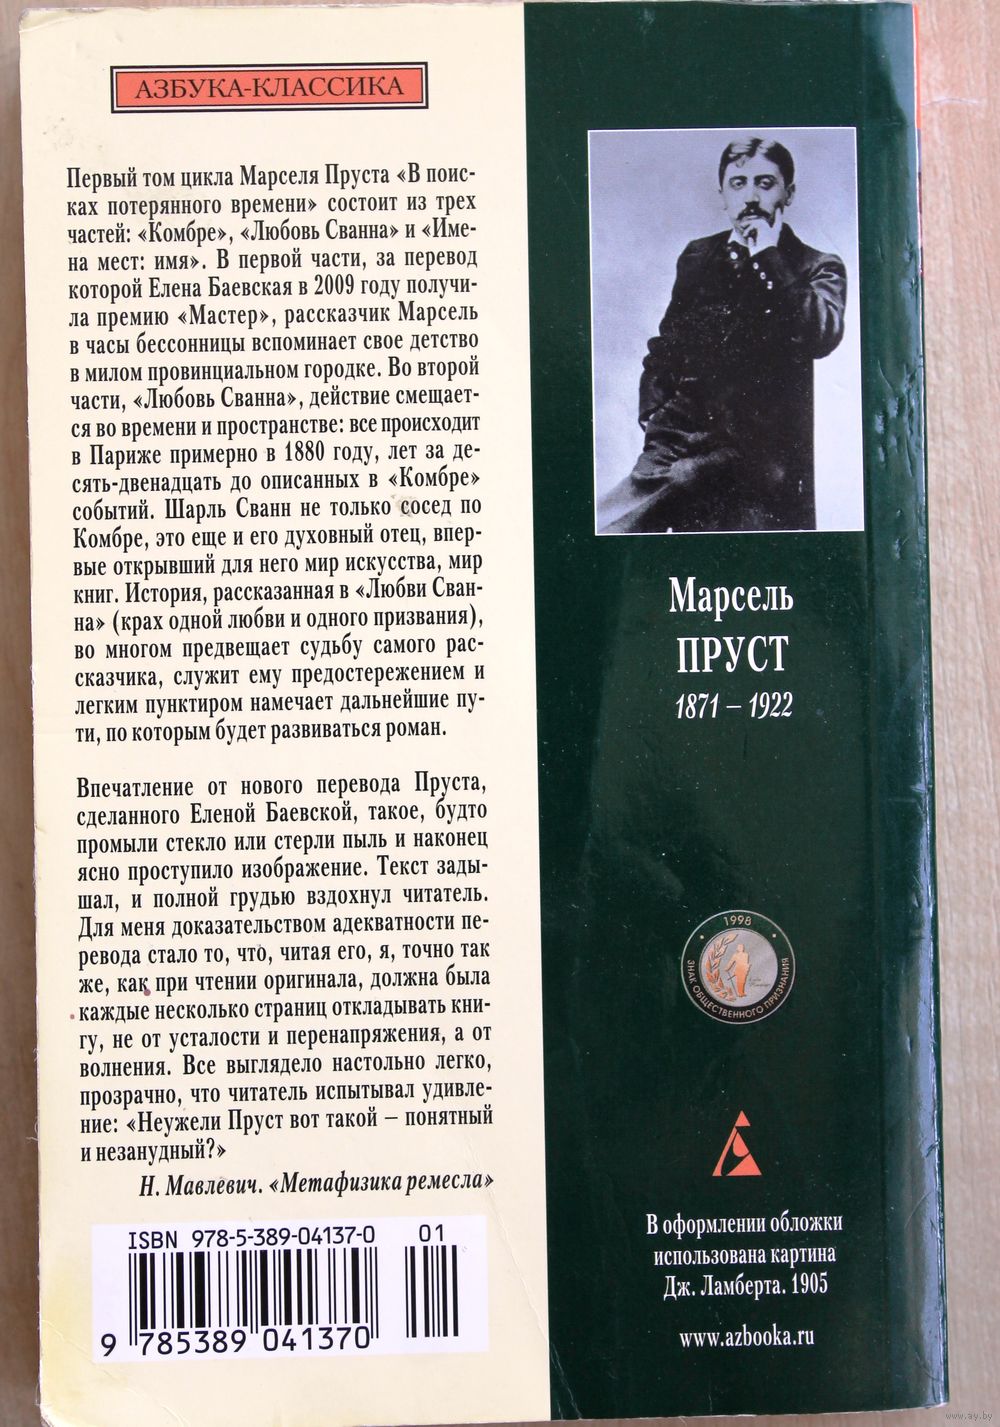 АЗБУКА-КЛАССИКА
Первый том цикла Марселя Пруста «В поис-
ках потерянного времени» состоит из трех
частей: «Комбре», «Любовь Сванна» и «Име-
на мест: имя». В первой части, за перевод
которой Елена Баевская в 2009 году получи-
ла премию «Мастер», рассказчик Марсель
в часы бессонницы вспоминает свое детство
в милом провинциальном городке. Во второй
части, «Любовь Сванна», действие смещает-
ся во времени и пространстве: все происходит
в Париже примерно в 1880 году, лет за де-
сять-двенадцать до описанных в «Комбре»
событий. Шарль Сванн не только сосед по
Комбре, это еще и его духовный отец, впер-
вые открывший для него мир искусства, мир
книг. История, рассказанная в «Любви Сван-
на» (крах одной любви и одного призвания),
во многом предвещает судьбу самого рас-
сказчика, служит ему предостережением и
легким пунктиром намечает дальнейшие пу-
ти, по которым будет развиваться роман.
Впечатление от нового перевода Пруста,
сделанного Еленой Баевской, такое, будто
промыли стекло или стерли пыль и наконец
ясно проступило изображение. Текст зады-
шал, и полной грудью вздохнул читатель.
Для меня доказательством адекватности пе-
ревода стало то, что, читая его, я, точно так
же, как при чтении оригинала, должна была
каждые несколько страниц откладывать кни-
гу, не от усталости и перенапряжения, а от
волнения. Все выглядело настолько легко,
прозрачно, что читатель испытывал удивле-
ние: «Неужели Пруст вот такой – понятный
и незанудный?»
Н. Мавлевич. «Метафизика ремесла»
ISBN 978-5-389-04137-0 01
9 785389 041370
Марсель
ПРУСТ
1871 – 1922
1998
ЗНАК ОБЩЕСТВЕННОГО ПРИЗНАНИЯ
В оформлении обложки
использована картина
Дж. Ламберта. 1905
www.azbooka.ru
www.ay.by